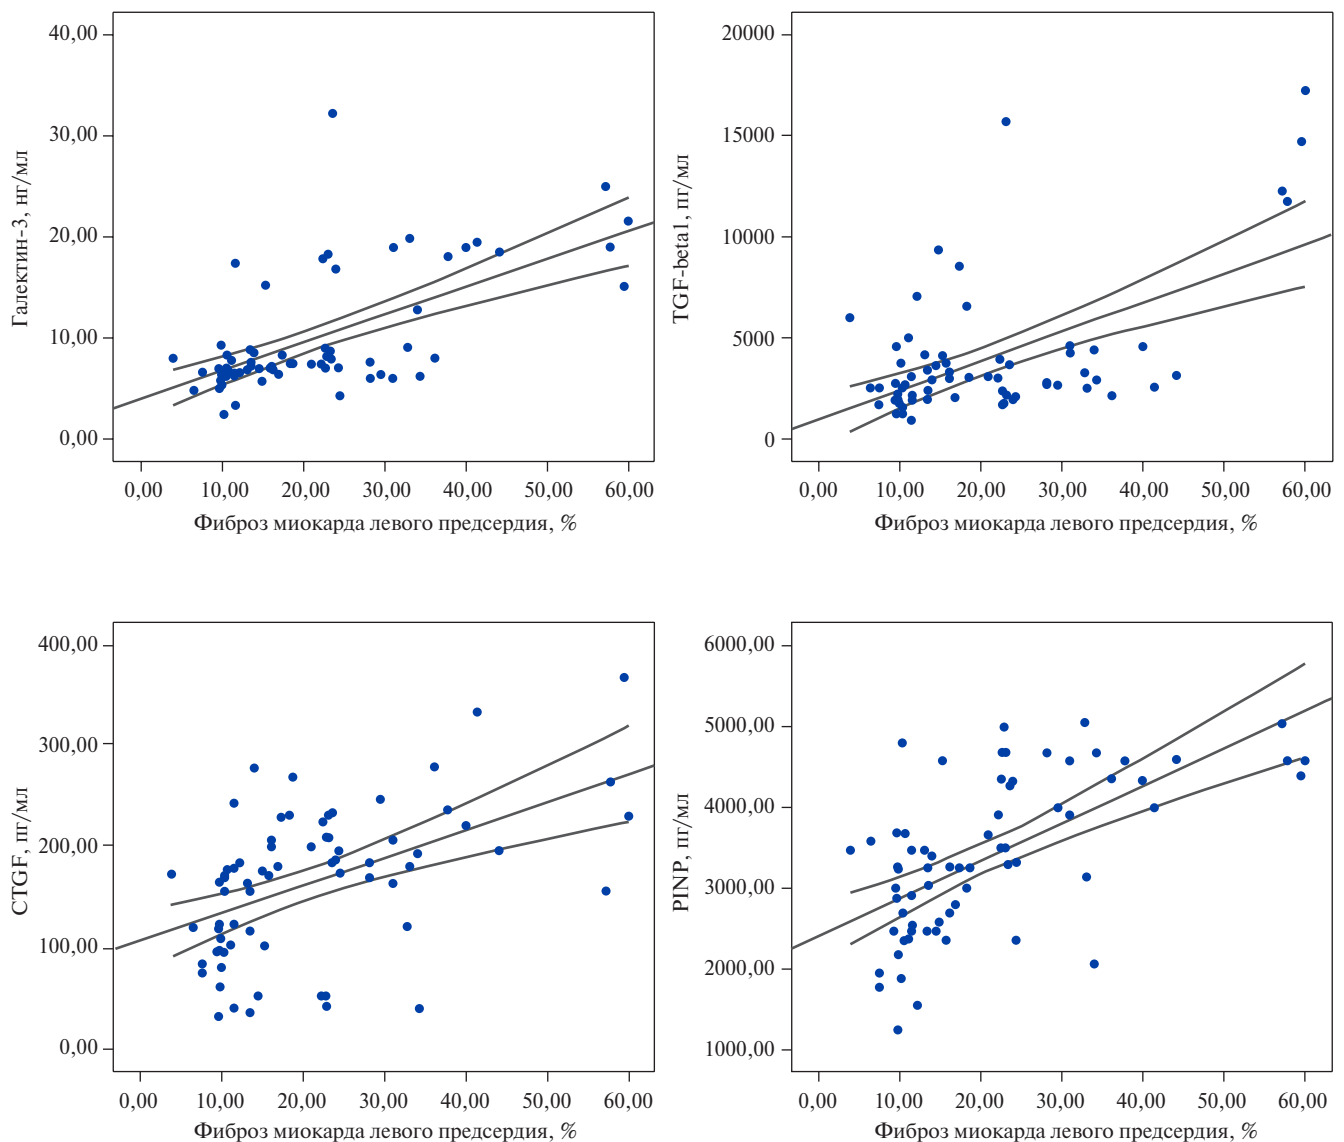 40,00
30,00
20,00
10,00
0,00
Галектин-3, нг/мл
0,00 10,00 20,00 30,00 40,00 50,00 60,00
Фиброз миокарда левого предсердия, %
20000
15000
10000
5000
0
TGF-beta1, пг/мл
0,00 10,00 20,00 30,00 40,00 50,00 60,00
Фиброз миокарда левого предсердия, %
400,00
300,00
200,00
100,00
0,00
CTGF, пг/мл
0,00 10,00 20,00 30,00 40,00 50,00 60,00
Фиброз миокарда левого предсердия, %
6000,00
5000,00
4000,00
3000,00
2000,00
1000,00
PINP, пг/мл
0,00 10,00 20,00 30,00 40,00 50,00 60,00
Фиброз миокарда левого предсердия, %